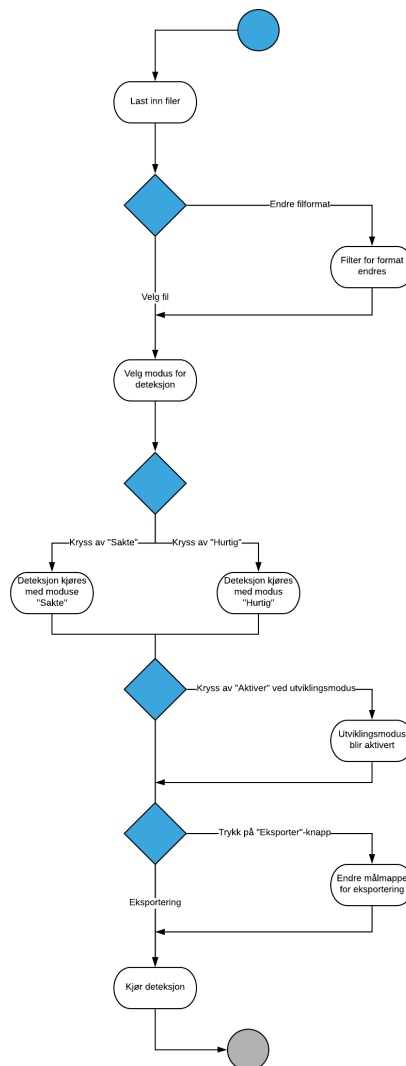 Last inn filer
Endre filformat
Filter for format
endres
Velg fil
Velg modus for
deteksjon
Kryss av "Sakte"
Kryss av "Hurtig"
Deteksjon kjøres
med moduse
"Sakte"
Deteksjon kjøres
med modus
"Hurtig"
Kryss av "Aktiver" ved utviklingsmodus
Utviklingsmodus
blir aktivert
Trykk på "Eksporter"-knapp
Endre målmappe
for eksportering
Eksportering
Kjør deteksjon